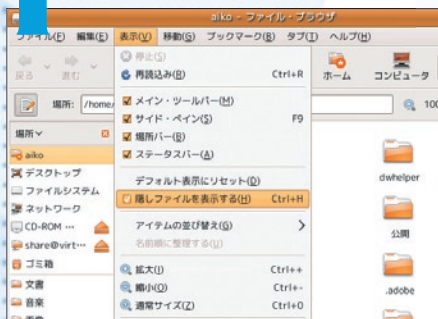 aiko - ファイル・ブラウザ
ファイル(F) 編集(E) 表示(V) 移動(G) ブックマーク(B) タブ(T) ヘルプ(H)
戻る 進む
停止(S)
再読込み(R) Ctrl+R
ホーム コンピュータ
場所: /home/
メイン・ツールバー(M)
サイド・ペイン(S) F9
場所バー(B)
ステータスバー(A)
100
場所
aiko
デスクトップ
ファイルシステム
ネットワーク
CD-ROM …
share@virt…
ゴミ箱
文書
音楽
デフォルト表示にリセット(D)
隠しファイルを表示する(H) Ctrl+H
アイテムの並び替え(G)
名前順に整理する(U)
拡大(I) Ctrl++
縮小(O) Ctrl+-
通常サイズ(Z) Ctrl+0
dwhelper
公開
.adobe